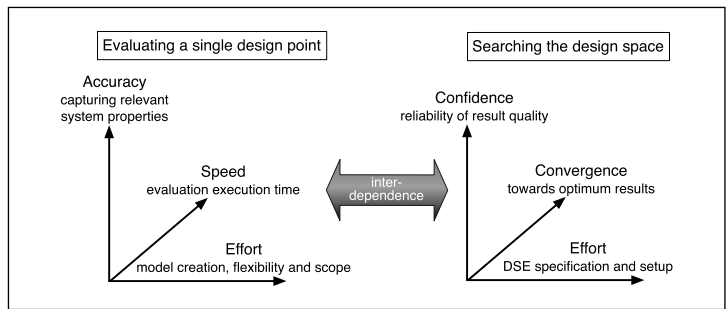 Evaluating a single design point
Accuracy
capturing relevant
system properties
Speed
evaluation execution time
Effort
model creation, flexibility and scope
inter-
dependence
Searching the design space
Confidence
reliability of result quality
Convergence
towards optimum results
Effort
DSE specification and setup